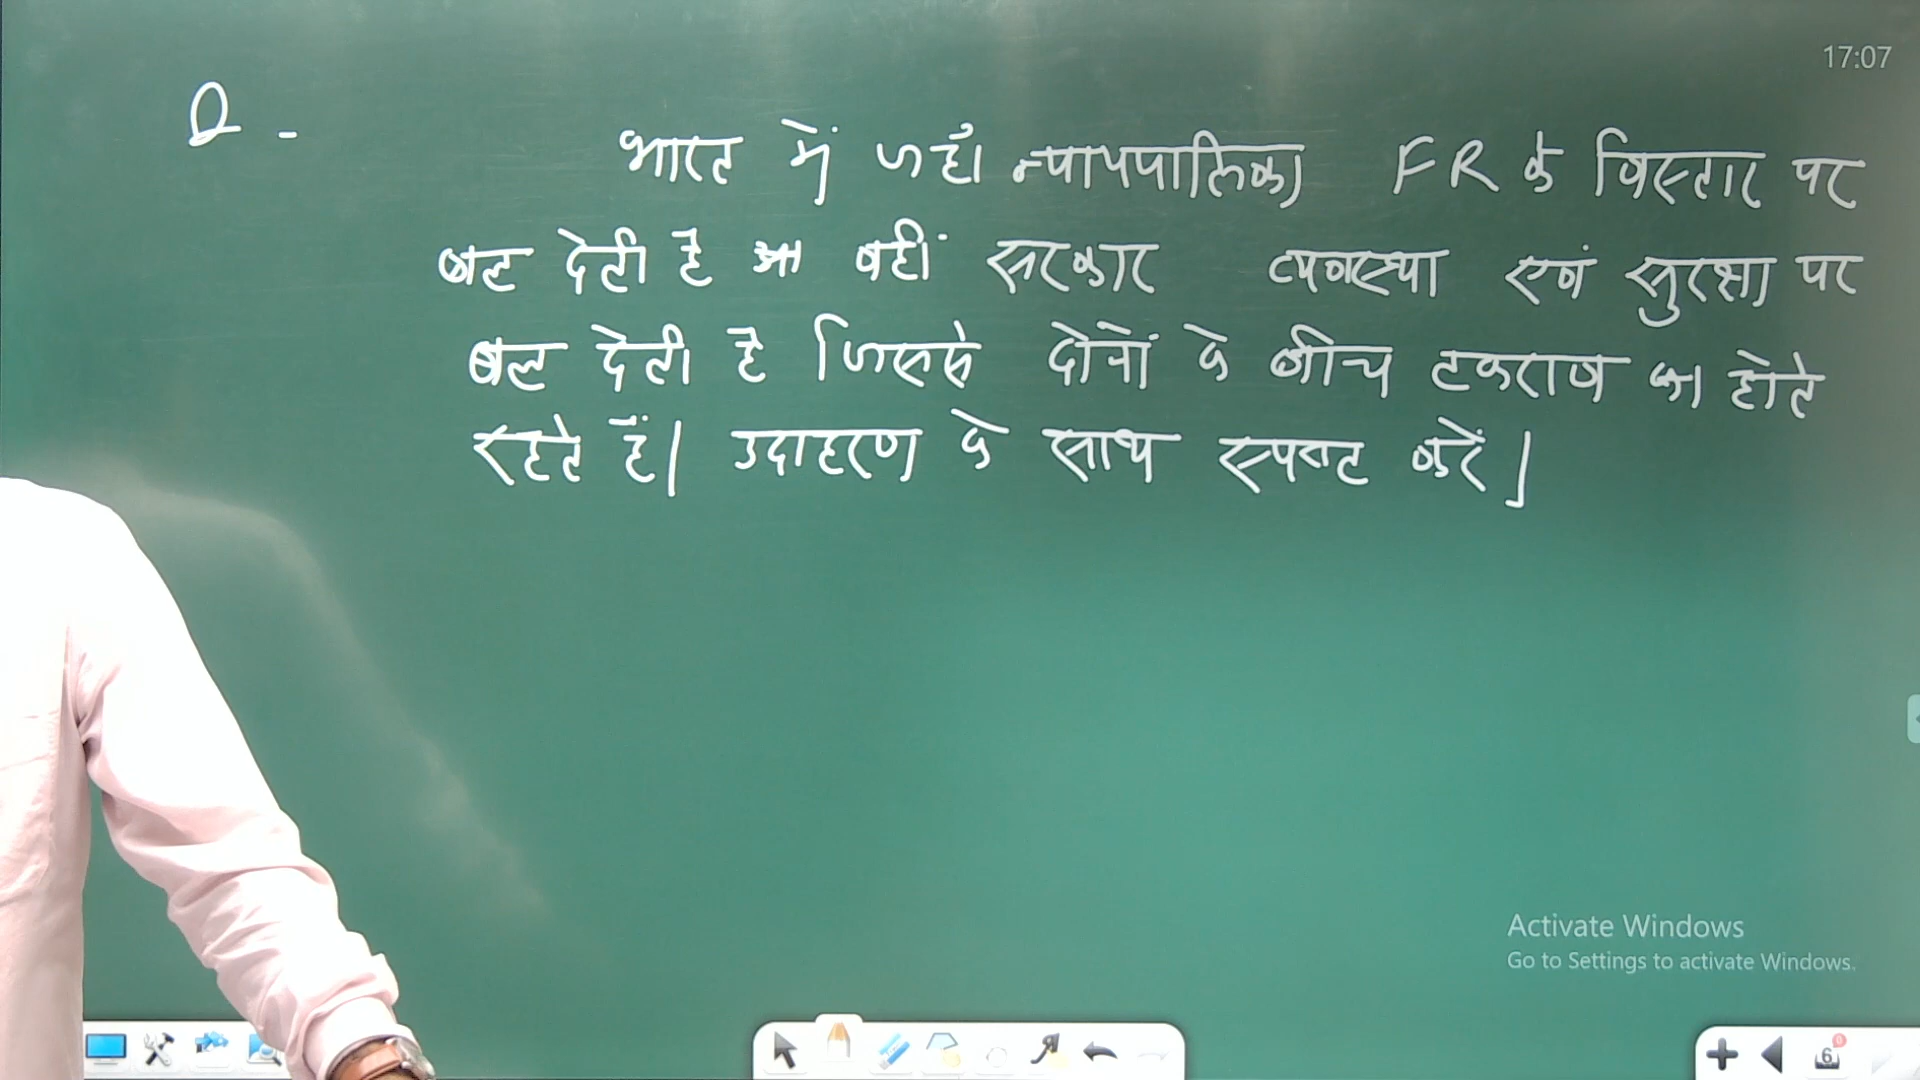 17:07
Q -
भारत में जहाँ न्यायपालिका FR के विस्तार पर
बल देती है वहीं सरकार व्यवस्था एवं सुरक्षा पर
बल देती है जिससे दोनों के बीच टकराव का होते
रहते हैं। उदाहरण के साथ स्पष्ट करें।
Activate Windows
Go to Settings to activate Windows.
6